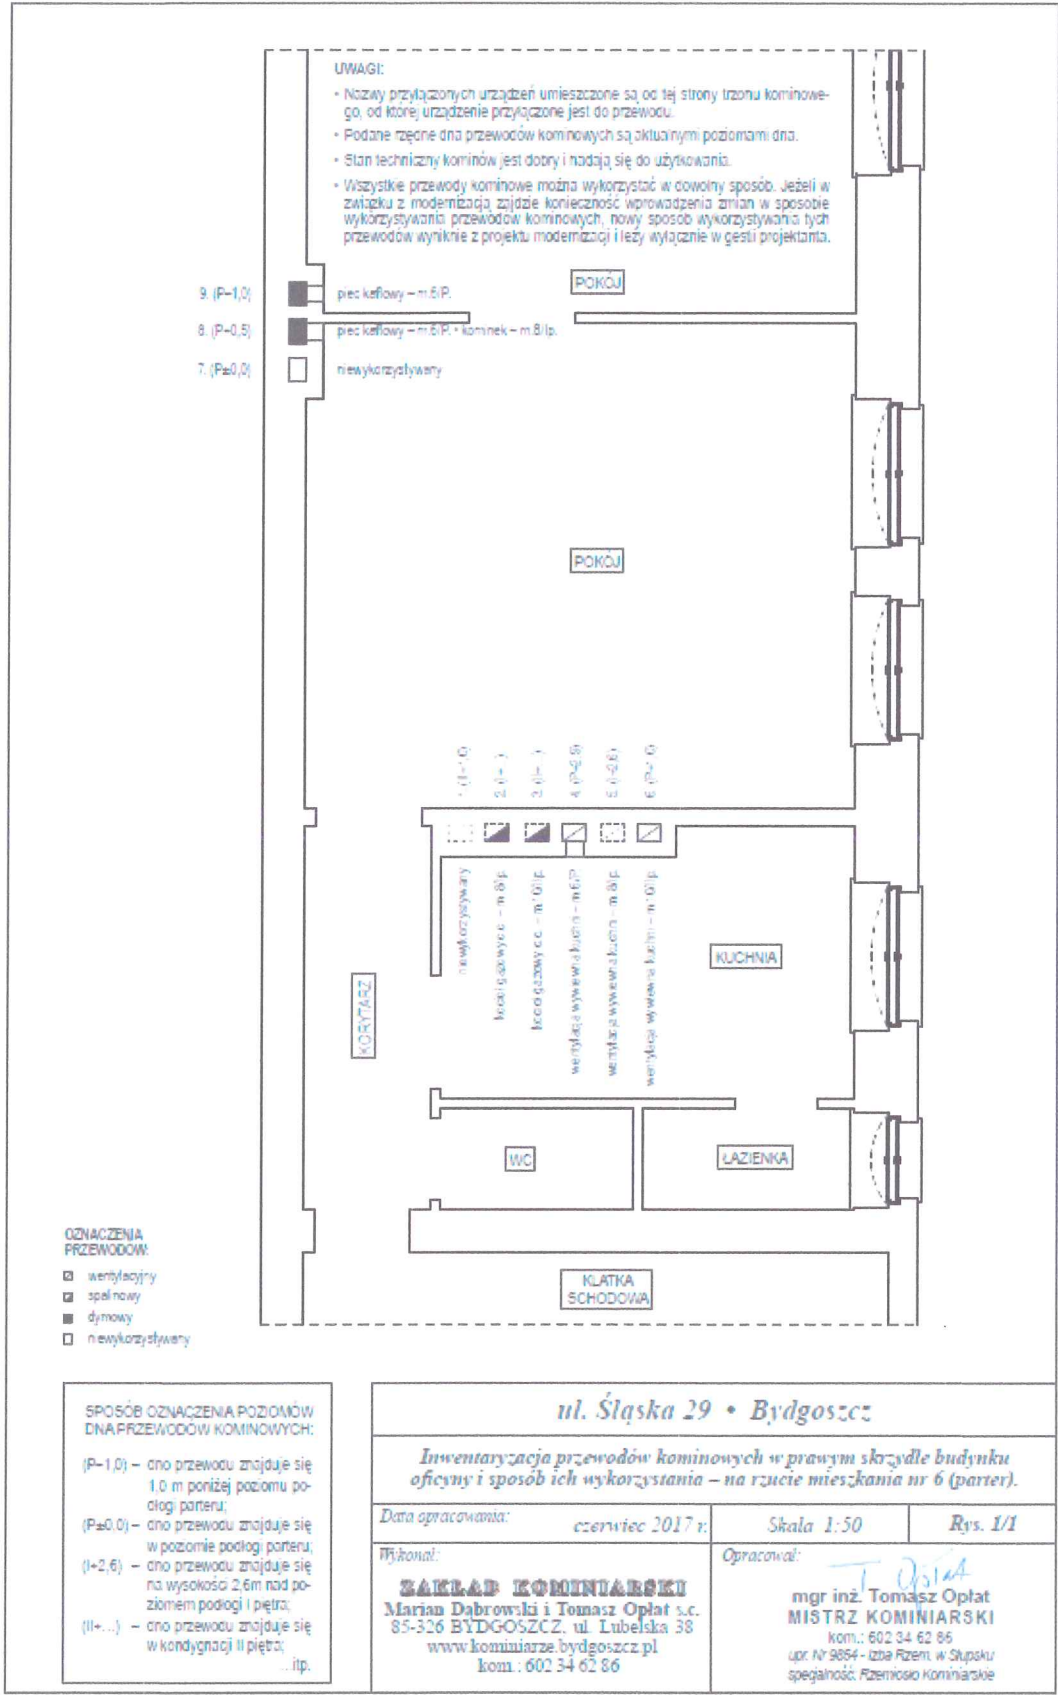 UWAGI:
• Nazwy przyłączonych urządzeń umieszczone są od tej strony trzonu kominowe-
go, od której urządzenie przyłączone jest do przewodu.
• Podane rzędne dna przewodów kominowych są aktualnymi poziomami dna.
• Stan techniczny kominów jest dobry i nadają się do użytkowania.
• Wszystkie przewody kominowe można wykorzystać w dowolny sposób. Jeżeli w
związku z modernizacją zajdzie konieczność wprowadzenia zmian w sposobie
wykorzystywania przewodów kominowych, nowy sposób wykorzystywania tych
przewodów wyniknie z projektu modernizacji i leży wyłącznie w gestii projektanta.
POKÓJ
9. (P–1,0) piec kaflowy – m.6/P.
8. (P–0,5) piec kaflowy – m.6/P. • kominek – m.8/Ip.
7. (P±0,0) niewykorzystywany
POKÓJ
niewykorzystywany
kocioł gazowy c.o. – m.8/Ip.
wentylacja wywiewna kuchni – m.6/P.
wentylacja wywiewna kuchni – m.8/Ip.
KUCHNIA
KORYTARZ
WC
ŁAZIENKA
KLATKA
SCHODOWA
OZNACZENIA
PRZEWODÓW:
wentylacyjny
spalinowy
dymowy
niewykorzystywany
SPOSÓB OZNACZENIA POZIOMÓW
DNA PRZEWODÓW KOMINOWYCH:
(P–1,0) – dno przewodu znajduje się
1,0 m poniżej poziomu po-
dłogi parteru;
(P±0,0) – dno przewodu znajduje się
w poziomie podłogi parteru;
(I+2,6) – dno przewodu znajduje się
na wysokości 2,6m nad po-
ziomem podłogi I piętra;
(II+...) – dno przewodu znajduje się
w kondygnacji II piętra;
...itp.
ul. Śląska 29 • Bydgoszcz
Inwentaryzacja przewodów kominowych w prawym skrzydle budynku
oficyny i sposób ich wykorzystania – na rzucie mieszkania nr 6 (parter).
Data opracowania: czerwiec 2017 r. Skala 1:50 Rys. 1/1
Wykonał:
ZAKŁAD KOMINIARSKI
Marian Dąbrowski i Tomasz Opłat s.c.
85-326 BYDGOSZCZ, ul. Lubelska 38
www.kominiarze.bydgoszcz.pl
kom.: 602 34 62 86
Opracował:
T. Opłat
mgr inż. Tomasz Opłat
MISTRZ KOMINIARSKI
kom.: 602 34 62 86
upr. Nr 9854 - Izba Rzem. w Słupsku
specjalność: Rzemiosło Kominiarskie